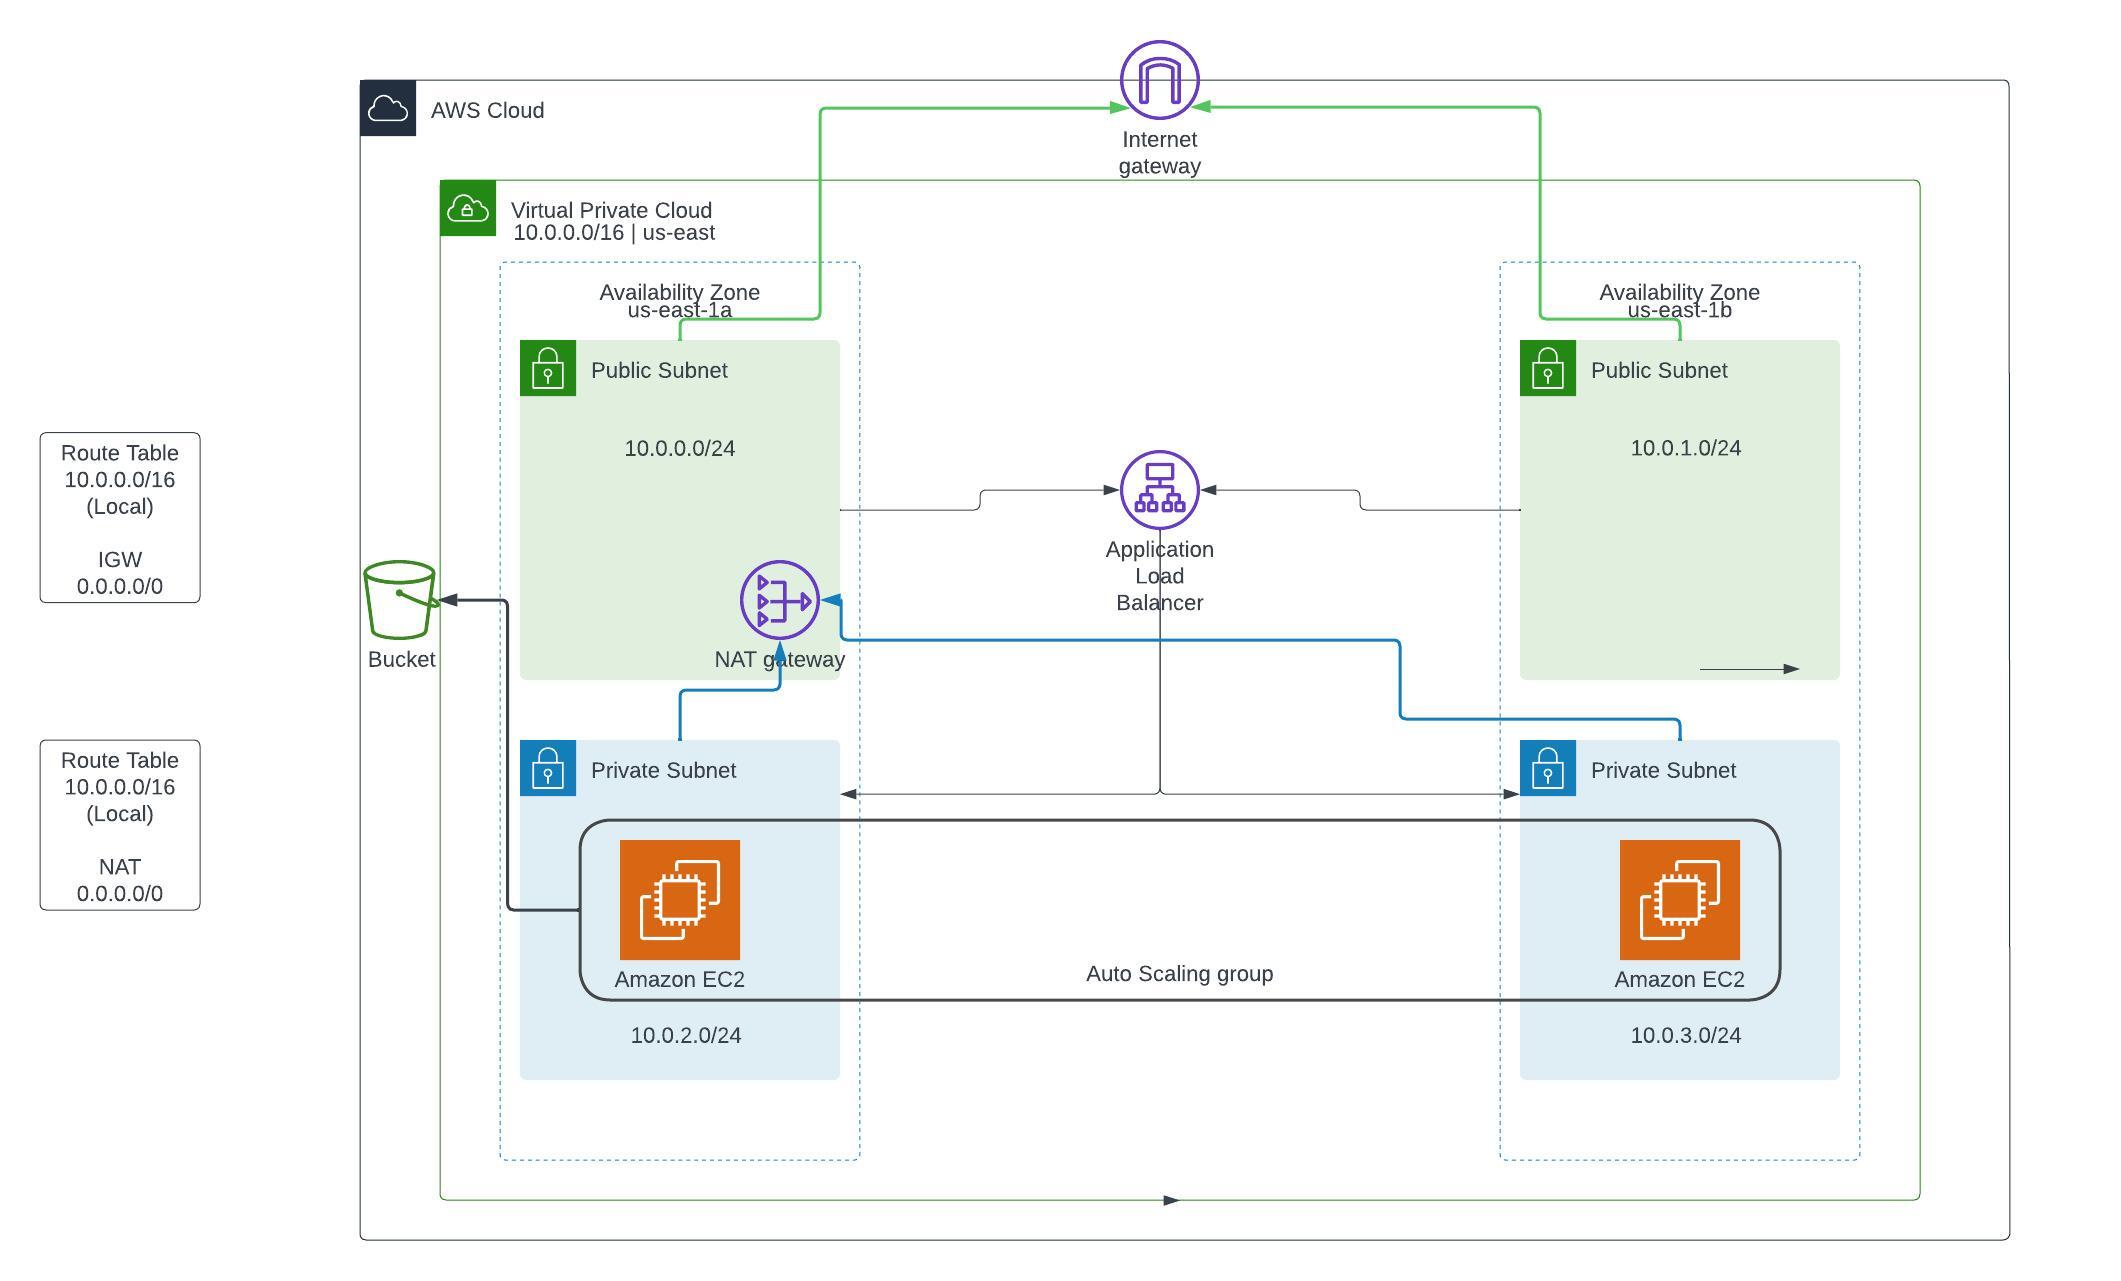 Internet
gateway
AWS Cloud
Virtual Private Cloud
10.0.0.0/16 | us-east
Availability Zone
us-east-1a
Availability Zone
us-east-1b
Public Subnet
10.0.0.0/24
Public Subnet
10.0.1.0/24
Route Table
10.0.0.0/16
(Local)
IGW
0.0.0.0/0
Application
Load
Balancer
Bucket
NAT gateway
Route Table
10.0.0.0/16
(Local)
NAT
0.0.0.0/0
Private Subnet
Private Subnet
Amazon EC2
Auto Scaling group
Amazon EC2
10.0.2.0/24
10.0.3.0/24